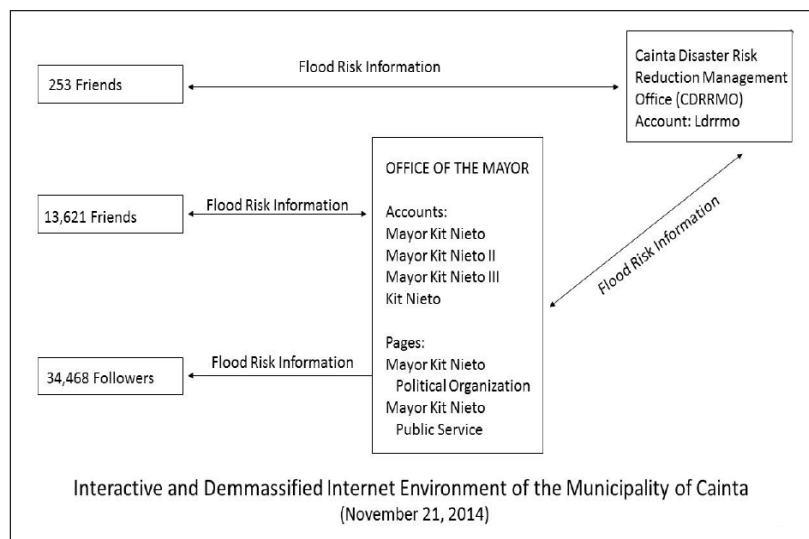 Flood Risk Information
253 Friends
Cainta Disaster Risk
Reduction Management
Office (CDRRMO)
Account: Ldrrmo
OFFICE OF THE MAYOR
13,621 Friends
Flood Risk Information
Accounts:
Mayor Kit Nieto
Mayor Kit Nieto II
Mayor Kit Nieto III
Kit Nieto
Flood Risk Information
Pages:
Mayor Kit Nieto
Political Organization
Mayor Kit Nieto
Public Service
34,468 Followers
Flood Risk Information
Interactive and Demmassified Internet Environment of the Municipality of Cainta
(November 21, 2014)